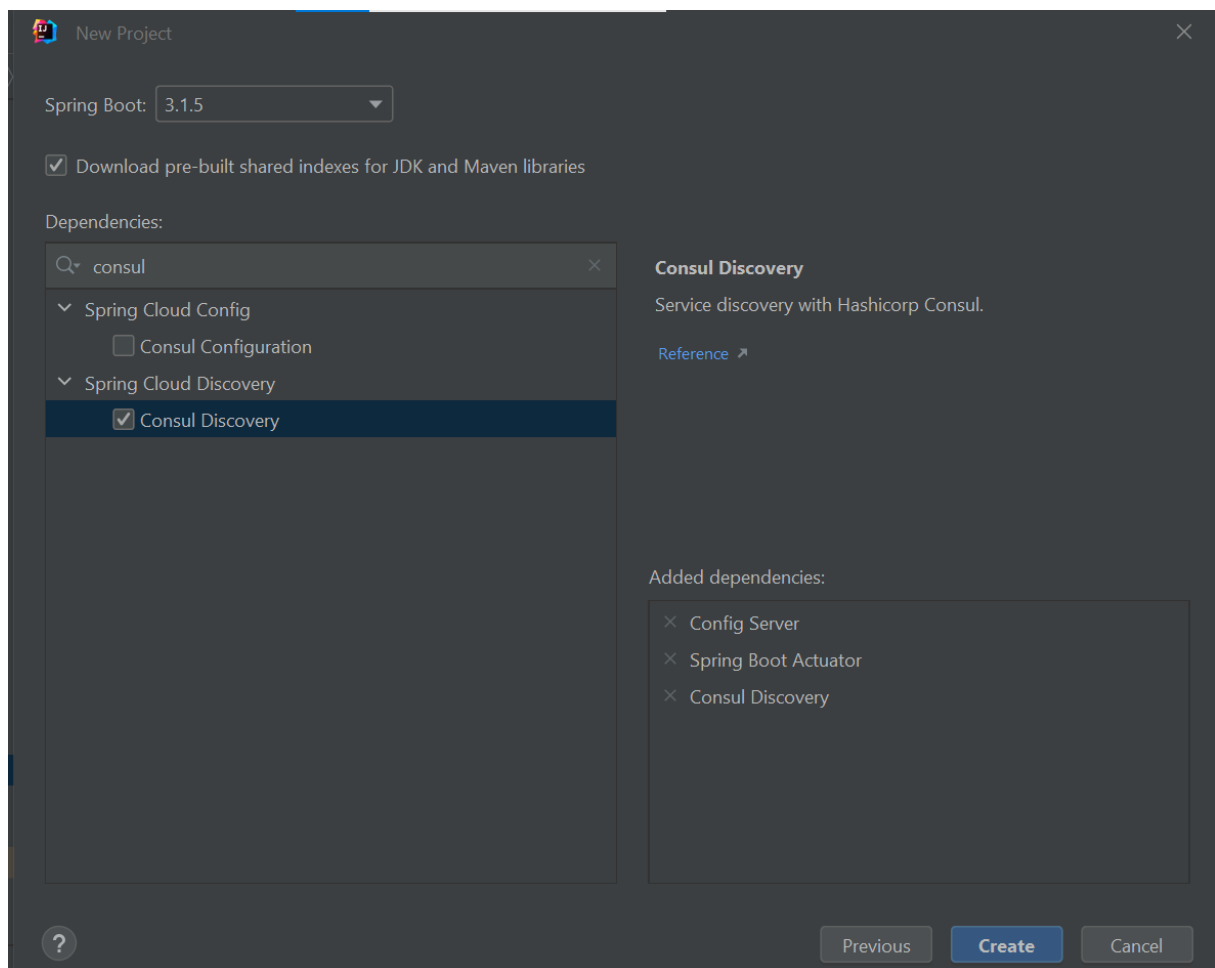 New Project
Spring Boot: 3.1.5
Download pre-built shared indexes for JDK and Maven libraries
Dependencies:
consul
Spring Cloud Config
Consul Configuration
Spring Cloud Discovery
Consul Discovery
Consul Discovery
Service discovery with Hashicorp Consul.
Reference
Added dependencies:
Config Server
Spring Boot Actuator
Consul Discovery
? Previous Create Cancel